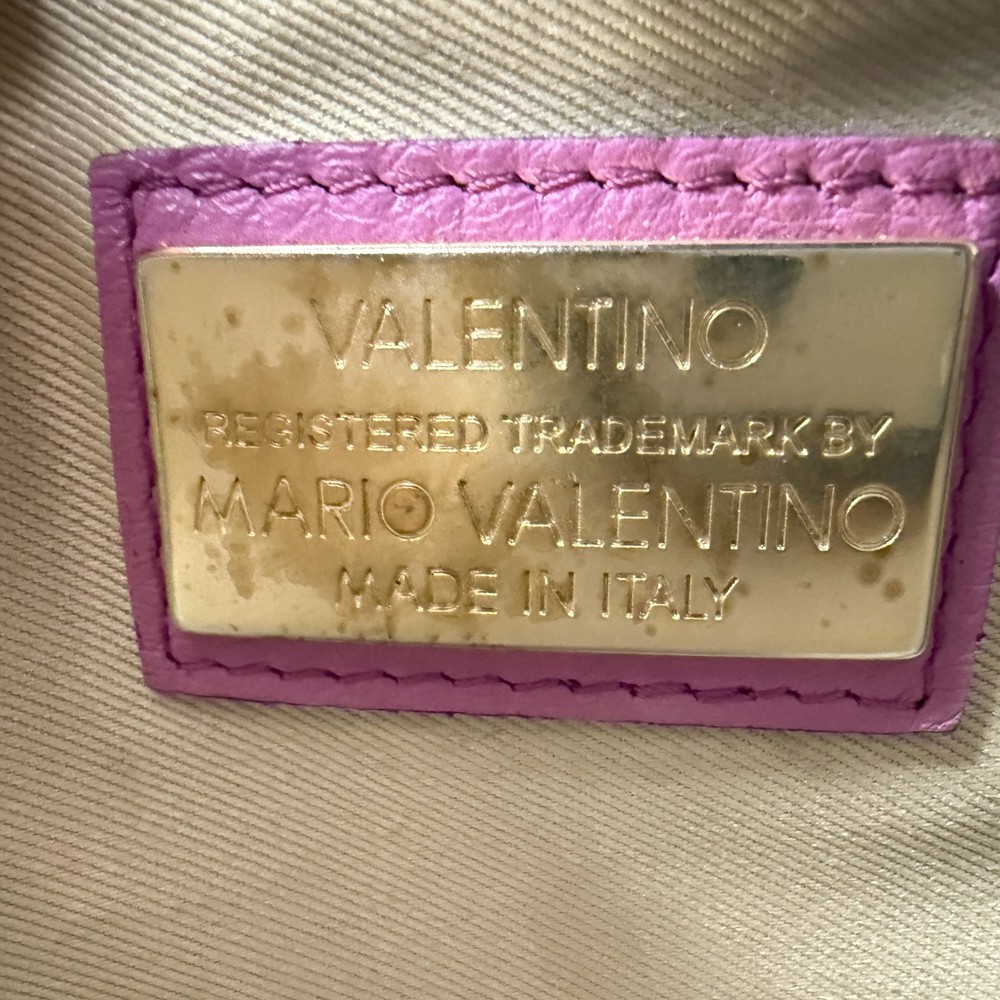 VALENTINO
REGISTERED TRADEMARK BY
MARIO VALENTINO
MADE IN ITALY